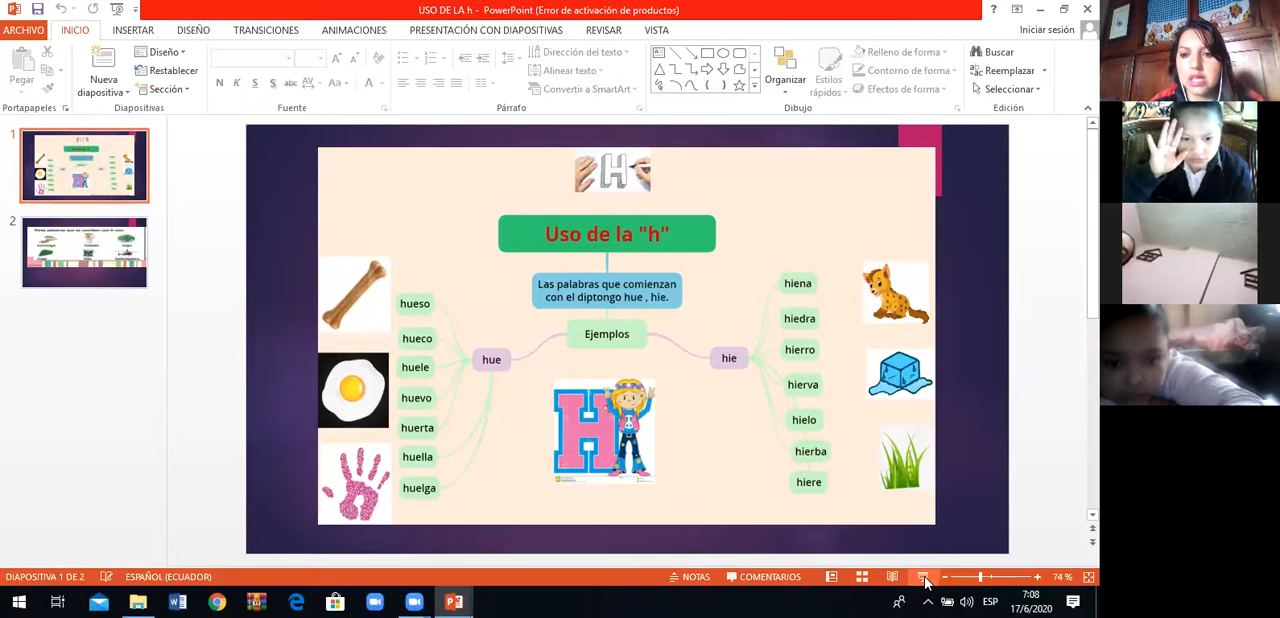 USO DE LA h - PowerPoint (Error de activación de productos)
ARCHIVO INICIO INSERTAR DISEÑO TRANSICIONES ANIMACIONES PRESENTACIÓN CON DIAPOSITIVAS REVISAR VISTA Iniciar sesión
Pegar
Nueva
diapositiva
Diseño
Restablecer
Sección
N K S S abc AV Aa A
Dirección del texto
Alinear texto
Convertir a SmartArt
Organizar
Estilos
rápidos
Relleno de forma
Contorno de forma
Efectos de forma
Buscar
Reemplazar
Seleccionar
Portapapeles Diapositivas Fuente Párrafo Dibujo Edición
1
2
H
Uso de la "h"
Las palabras que comienzan
con el diptongo hue , hie.
Ejemplos
hue
hueso
hueco
huele
huevo
huerta
huella
huelga
hie
hiena
hiedra
hierro
hierva
hielo
hierba
hiere
H
DIAPOSITIVA 1 DE 2 ESPAÑOL (ECUADOR) NOTAS COMENTARIOS 74 %
ESP
7:08
17/6/2020